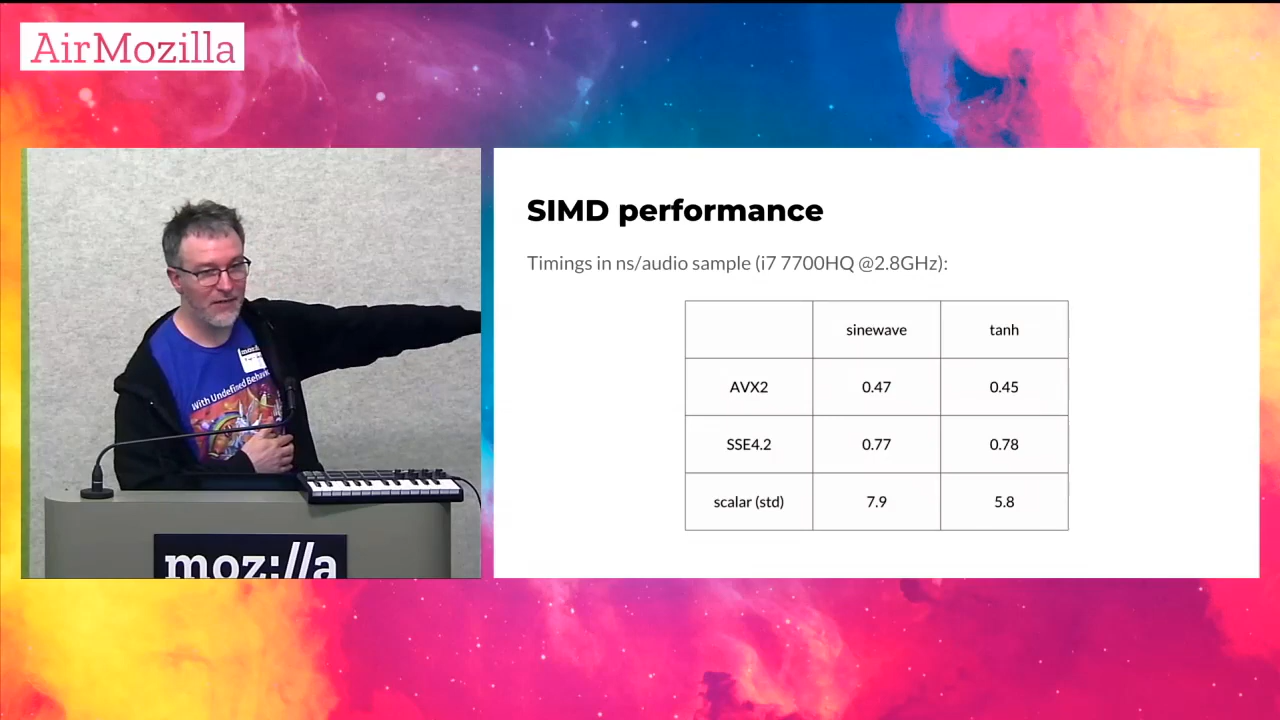 AirMozilla
SIMD performance
Timings in ns/audio sample (i7 7700HQ @2.8GHz):
sinewave tanh
AVX2 0.47 0.45
SSE4.2 0.77 0.78
scalar (std) 7.9 5.8
With Undefined Behavi
moz://a